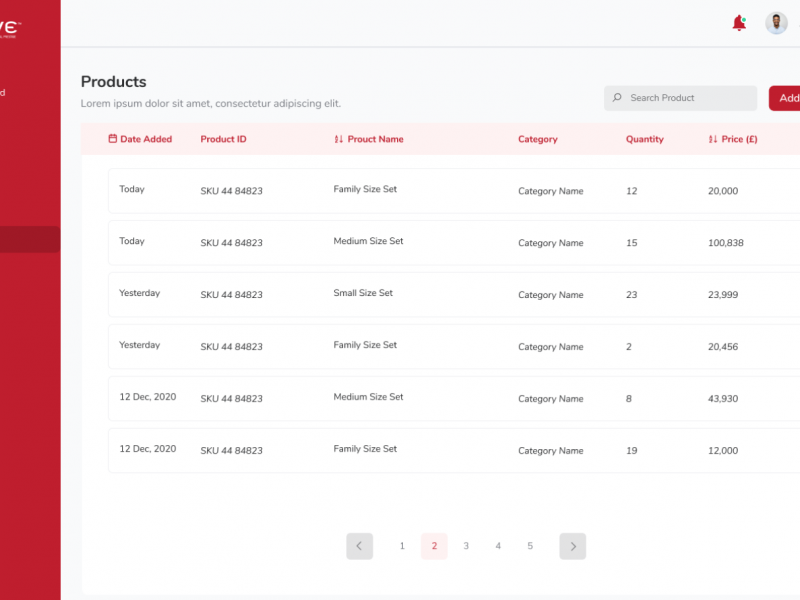 Products
Lorem ipsum dolor sit amet, consectetur adipiscing elit.
Search Product
Add
Date Added Product ID Prouct Name Category Quantity Price (£)
Today SKU 44 84823 Family Size Set Category Name 12 20,000
Today SKU 44 84823 Medium Size Set Category Name 15 100,838
Yesterday SKU 44 84823 Small Size Set Category Name 23 23,999
Yesterday SKU 44 84823 Family Size Set Category Name 2 20,456
12 Dec, 2020 SKU 44 84823 Medium Size Set Category Name 8 43,930
12 Dec, 2020 SKU 44 84823 Family Size Set Category Name 19 12,000
1 2 3 4 5